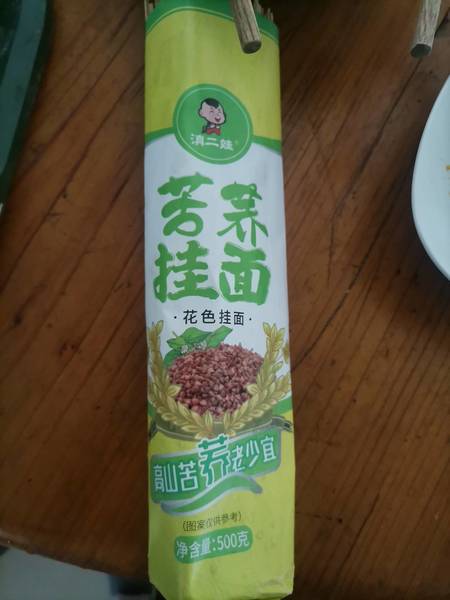 滇二娃
苦荞
挂面
·花色挂面·
高山苦荞老少宜
(图案仅供参考)
净含量:500克